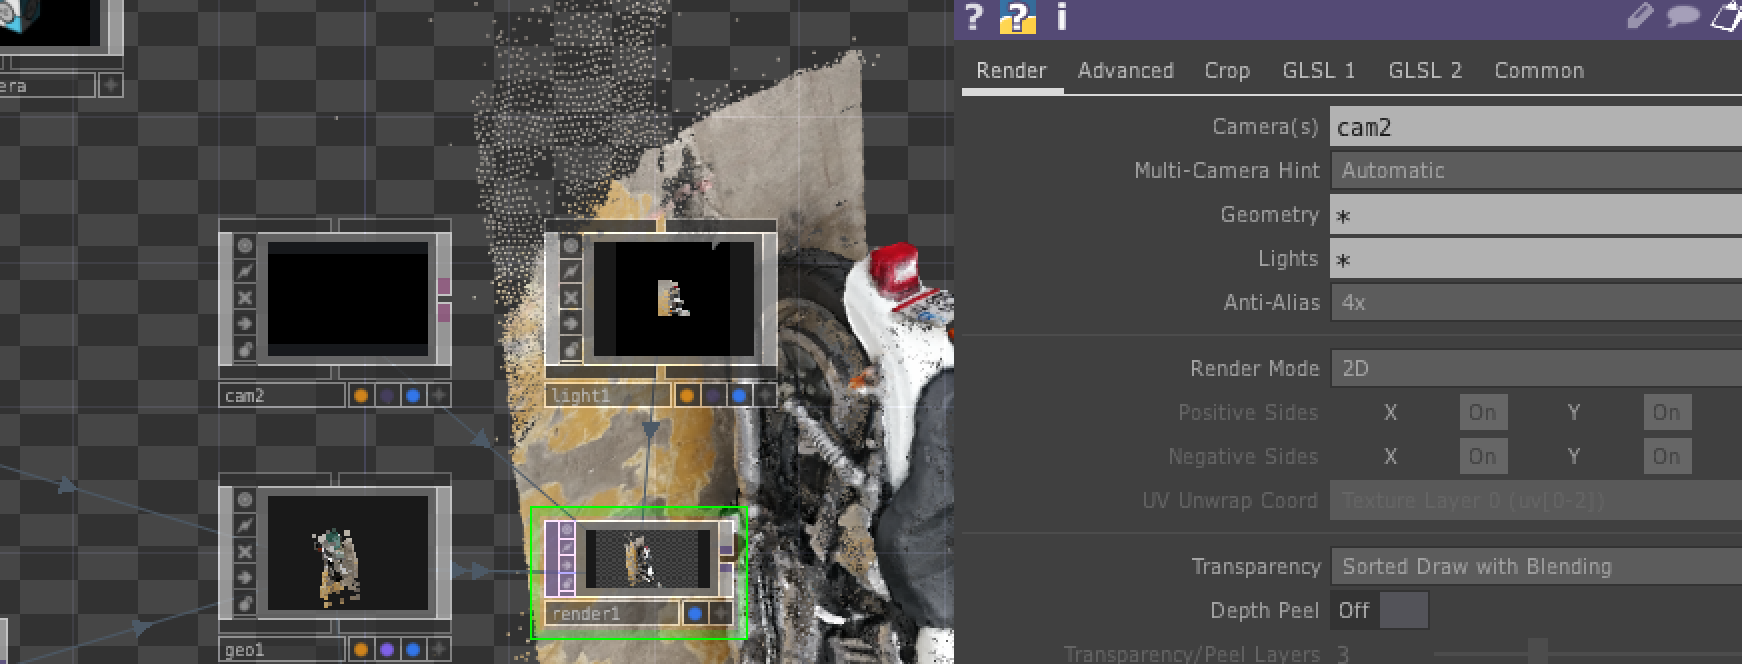 ? ? i
Render Advanced Crop GLSL 1 GLSL 2 Common
era
Camera(s) cam2
Multi-Camera Hint Automatic
Geometry *
Lights *
Anti-Alias 4x
Render Mode 2D
cam2
light1
Positive Sides X On Y On
Negative Sides X On Y On
UV Unwrap Coord Texture Layer 0 (uv[0-2])
Transparency Sorted Draw with Blending
render1
Depth Peel Off
geo1
Transparency/Peel Layers 3